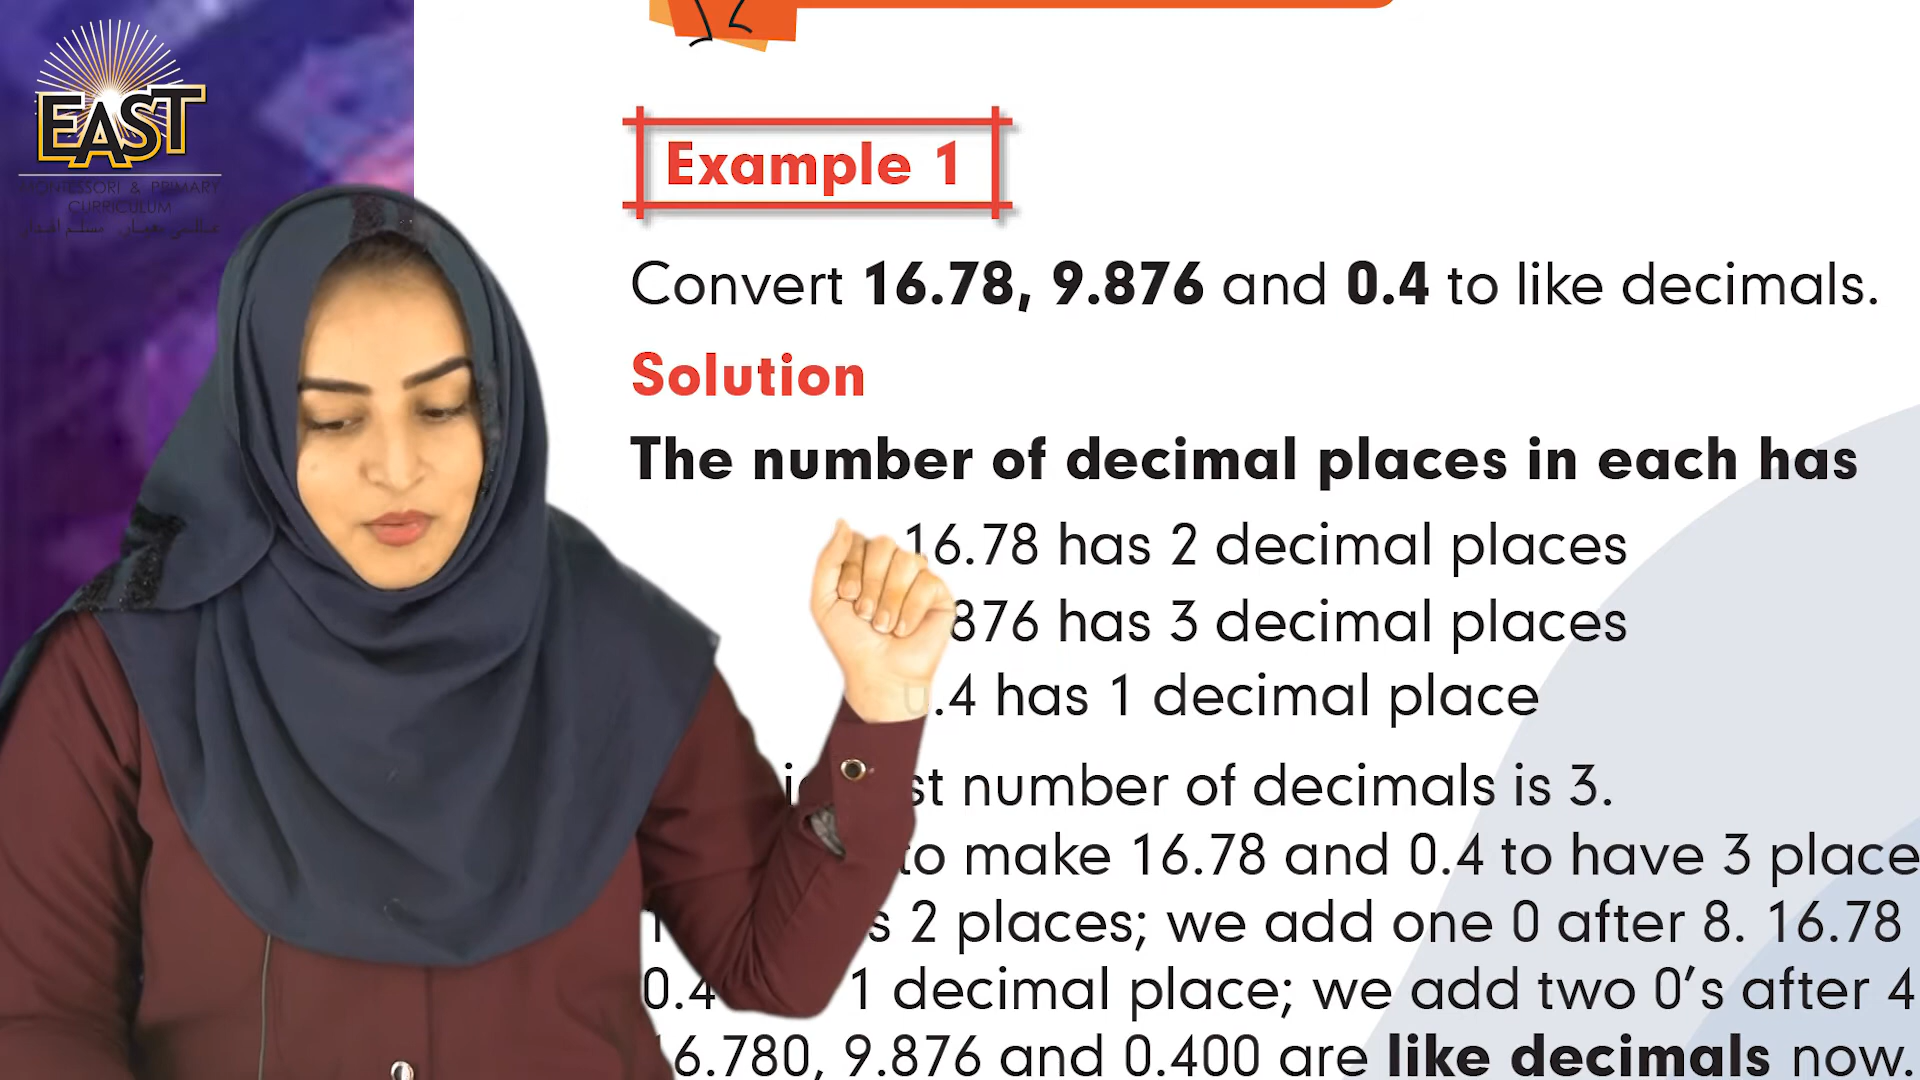 EAST
MONTESSORI & PRIMARY
CURRICULUM
Example 1
Convert 16.78, 9.876 and 0.4 to like decimals.
Solution
The number of decimal places in each has
16.78 has 2 decimal places
876 has 3 decimal places
.4 has 1 decimal place
st number of decimals is 3.
to make 16.78 and 0.4 to have 3 place
s 2 places; we add one 0 after 8. 16.78
0.4 1 decimal place; we add two 0's after 4
6.780, 9.876 and 0.400 are like decimals now.